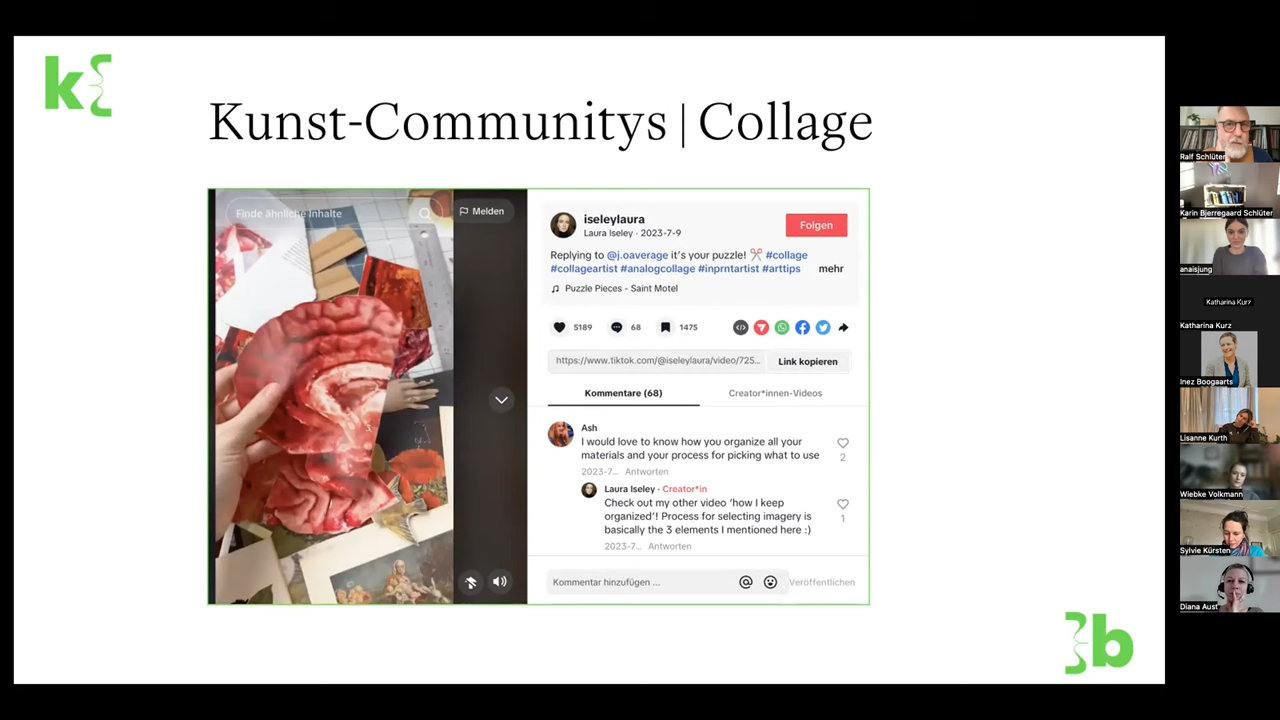 k
Kunst-Communitys | Collage
Finde ähnliche Inhalte
Melden
iseleylaura
Laura Iseley · 2023-7-9
Folgen
Replying to @j.oaverage it's your puzzle! #collage
#collageartist #analogcollage #inprntartist #arttips mehr
Puzzle Pieces - Saint Motel
5189 68 1475
https://www.tiktok.com/@iseleylaura/video/725... Link kopieren
Kommentare (68) Creator*innen-Videos
Ash
I would love to know how you organize all your
materials and your process for picking what to use
2
2023-7... Antworten
Laura Iseley · Creator*in
Check out my other video 'how I keep
organized'! Process for selecting imagery is
basically the 3 elements I mentioned here :)
1
2023-7... Antworten
Kommentar hinzufügen ... @ Veröffentlichen
b
Ralf Schlüter
Karin Bjerregaard Schlüter
anaisjung
Katharina Kurz
Katharina Kurz
Inez Boogaarts
Lisanne Kurth
Wiebke Volkmann
Sylvie Kürsten
Diana Aust